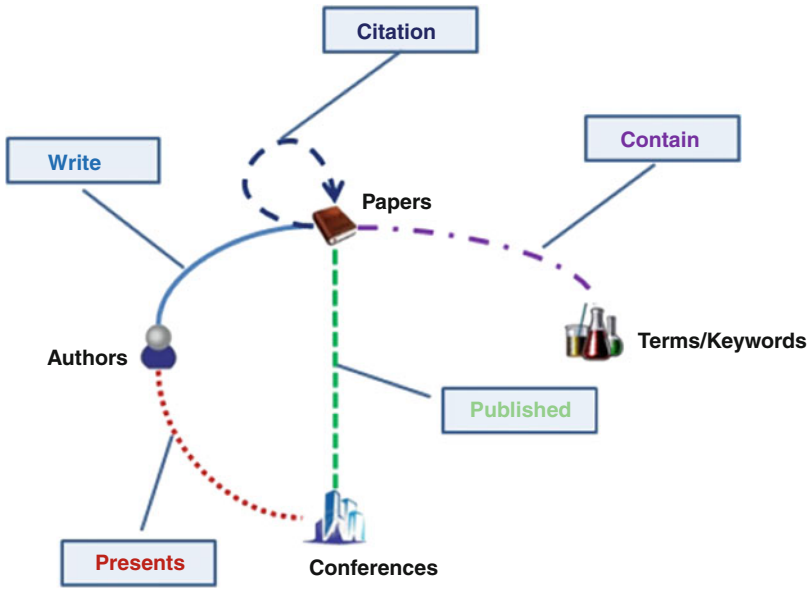 Citation
Contain
Write
Papers
Terms/Keywords
Authors
Published
Presents
Conferences